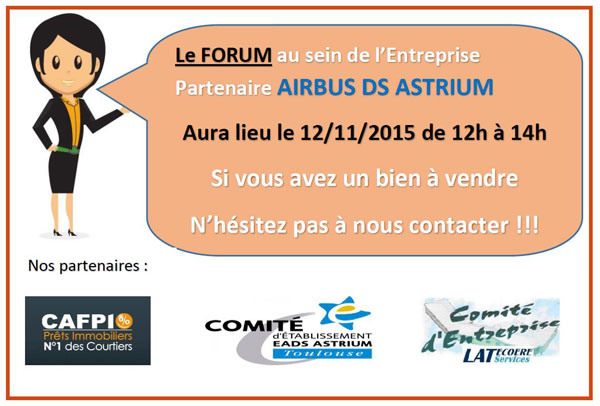 Le FORUM au sein de l'Entreprise
Partenaire AIRBUS DS ASTRIUM
Aura lieu le 12/11/2015 de 12h à 14h
Si vous avez un bien à vendre
N'hésitez pas à nous contacter !!!
Nos partenaires :
CAFPI %
Prêts Immobiliers
N°1 des Courtiers
COMITÉ
D'ÉTABLISSEMENT
EADS ASTRIUM
Toulouse
Comité
d'Entreprise
LATECOERE
Services